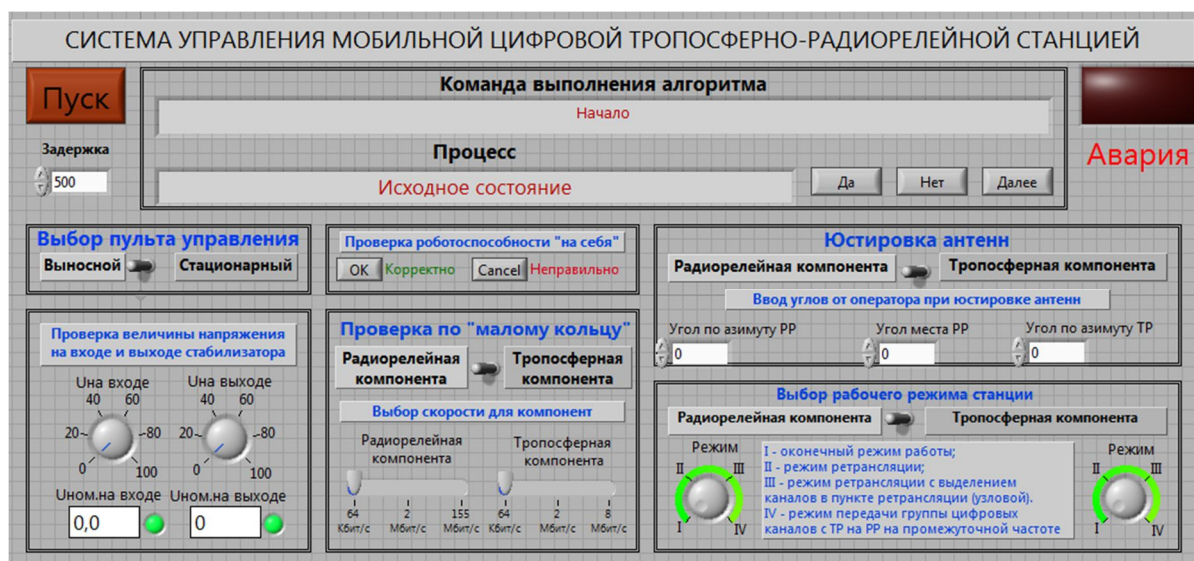 СИСТЕМА УПРАВЛЕНИЯ МОБИЛЬНОЙ ЦИФРОВОЙ ТРОПОСФЕРНО-РАДИОРЕЛЕЙНОЙ СТАНЦИЕЙ
Пуск
Команда выполнения алгоритма
Начало
Задержка
500
Процесс
Исходное состояние
Да
Нет
Далее
Авария
Выбор пульта управления
Выносной
Стационарный
Проверка величины напряжения
на входе и выходе стабилизатора
Uна входе
Uна выходе
40 60
20 80
0 100
40 60
20 80
0 100
Uном.на входе
Uном.на выходе
0,0
0
Проверка роботоспособности "на себя"
OK
Корректно
Cancel
Неправильно
Проверка по "малому кольцу"
Радиорелейная
компонента
Тропосферная
компонента
Выбор скорости для компонент
Радиорелейная
компонента
Тропосферная
компонента
64 2 155
Кбит/с Мбит/с Мбит/с
64 2 8
Кбит/с Мбит/с Мбит/с
Юстировка антенн
Радиорелейная компонента
Тропосферная компонента
Ввод углов от оператора при юстировке антенн
Угол по азимуту РР
Угол места РР
Угол по азимуту ТР
0
0
0
Выбор рабочего режима станции
Радиорелейная компонента
Тропосферная компонента
Режим
II III
I IV
I - оконечный режим работы;
II - режим ретрансляции;
III - режим ретрансляции с выделением
каналов в пункте ретрансляции (узловой).
IV - режим передачи группы цифровых
каналов с ТР на РР на промежуточной частоте
Режим
II III
I IV